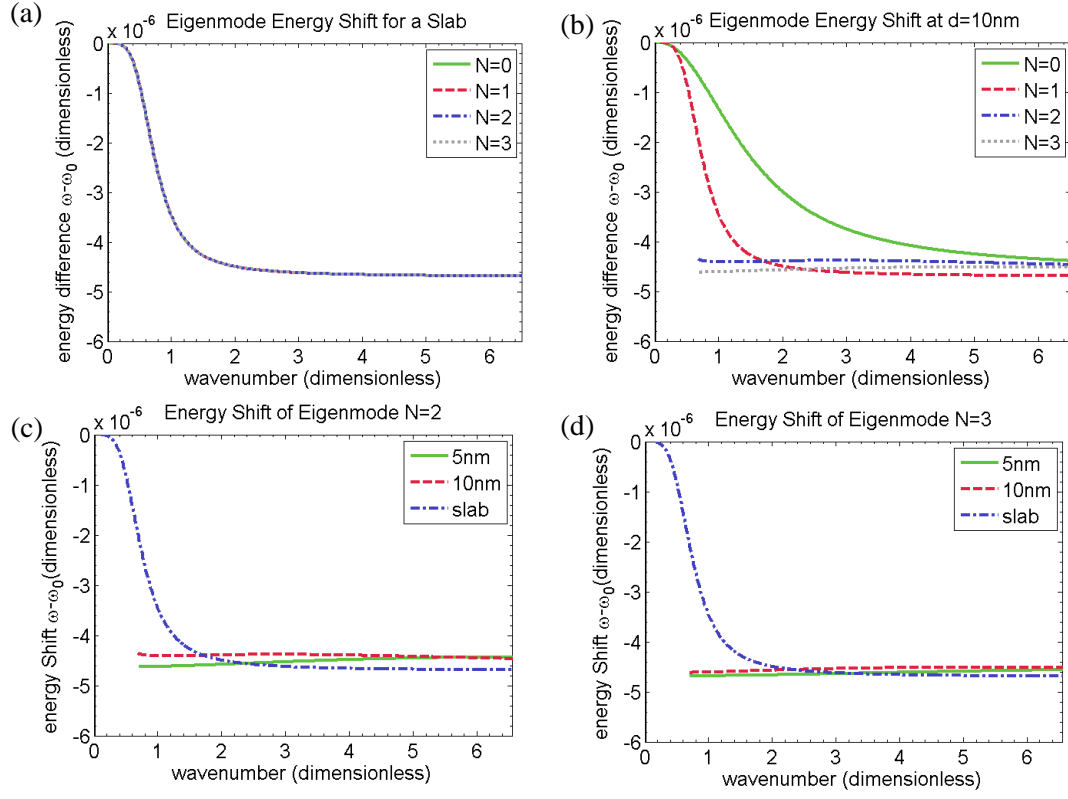 (a)
Eigenmode Energy Shift for a Slab
x 10⁻⁶
0
-1
-2
-3
-4
-5
-6
energy difference ω-ω₀ (dimensionless)
N=0
N=1
N=2
N=3
0 1 2 3 4 5 6
wavenumber (dimensionless)
(b)
Eigenmode Energy Shift at d=10nm
x 10⁻⁶
0
-1
-2
-3
-4
-5
-6
energy difference ω-ω₀ (dimensionless)
N=0
N=1
N=2
N=3
0 1 2 3 4 5 6
wavenumber (dimensionless)
(c)
Energy Shift of Eigenmode N=2
x 10⁻⁶
0
-1
-2
-3
-4
-5
-6
energy Shift ω-ω₀(dimensionless)
5nm
10nm
slab
0 1 2 3 4 5 6
wavenumber (dimensionless)
(d)
Energy Shift of Eigenmode N=3
x 10⁻⁶
0
-1
-2
-3
-4
-5
-6
energy Shift ω-ω₀(dimensionless)
5nm
10nm
slab
0 1 2 3 4 5 6
wavenumber (dimensionless)